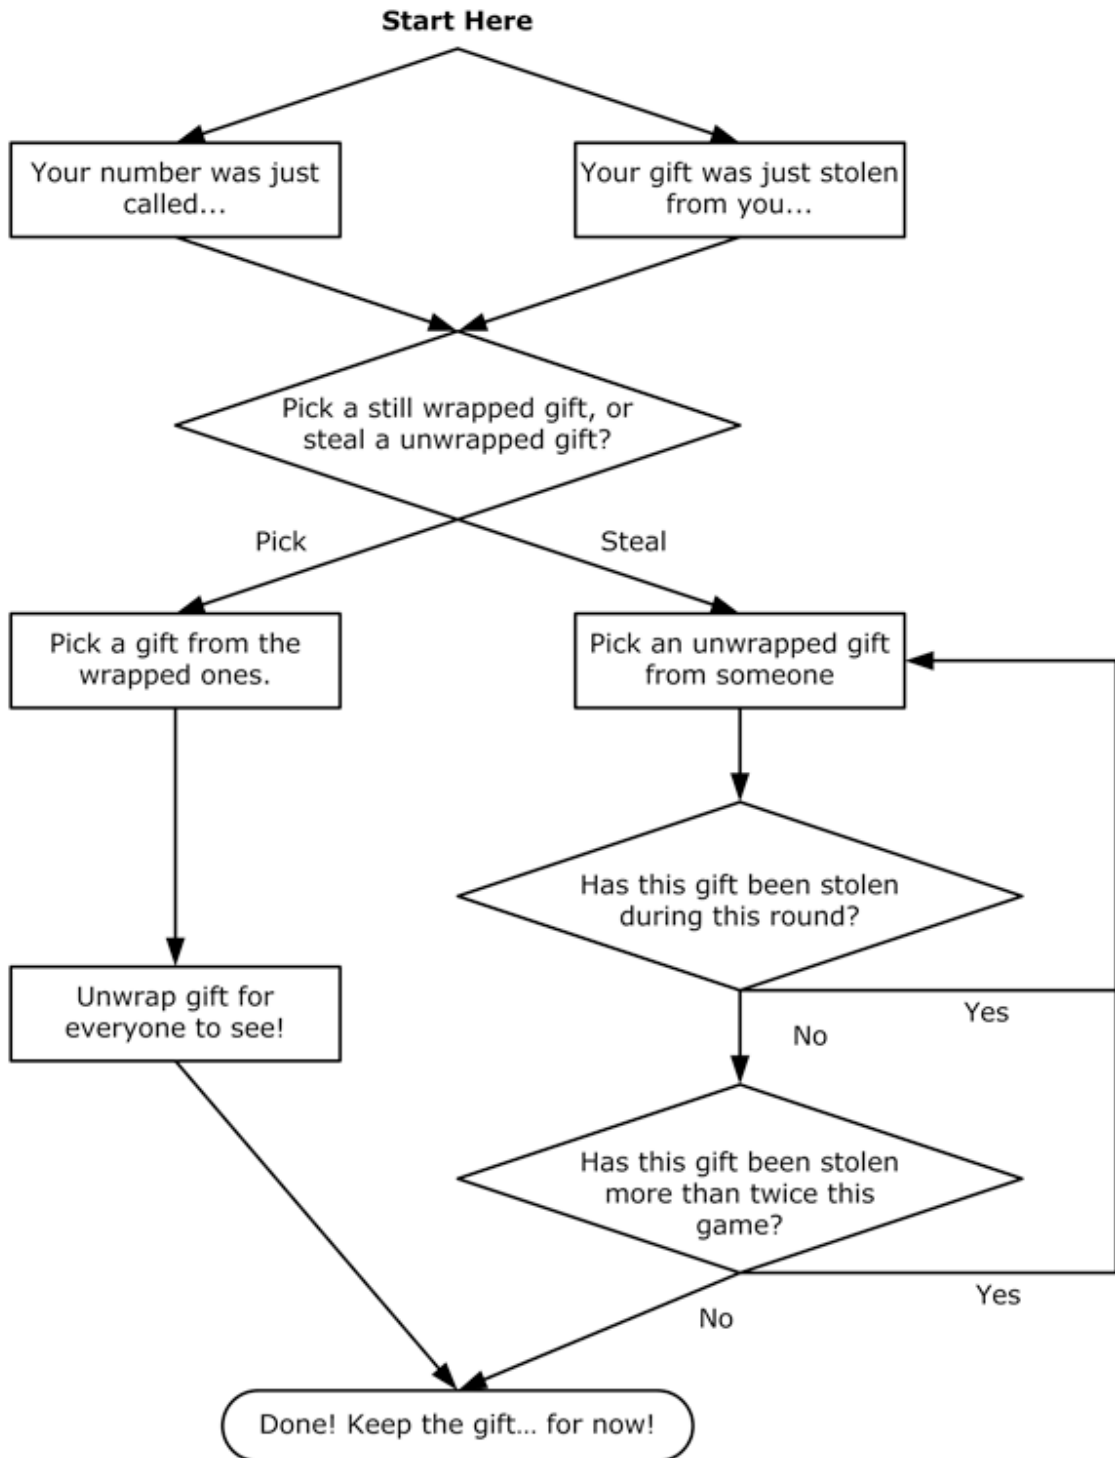 Start Here
Your number was just
called...
Your gift was just stolen
from you...
Pick a still wrapped gift, or
steal a unwrapped gift?
Pick
Steal
Pick a gift from the
wrapped ones.
Pick an unwrapped gift
from someone
Has this gift been stolen
during this round?
Yes
No
Unwrap gift for
everyone to see!
Has this gift been stolen
more than twice this
game?
Yes
No
Done! Keep the gift... for now!